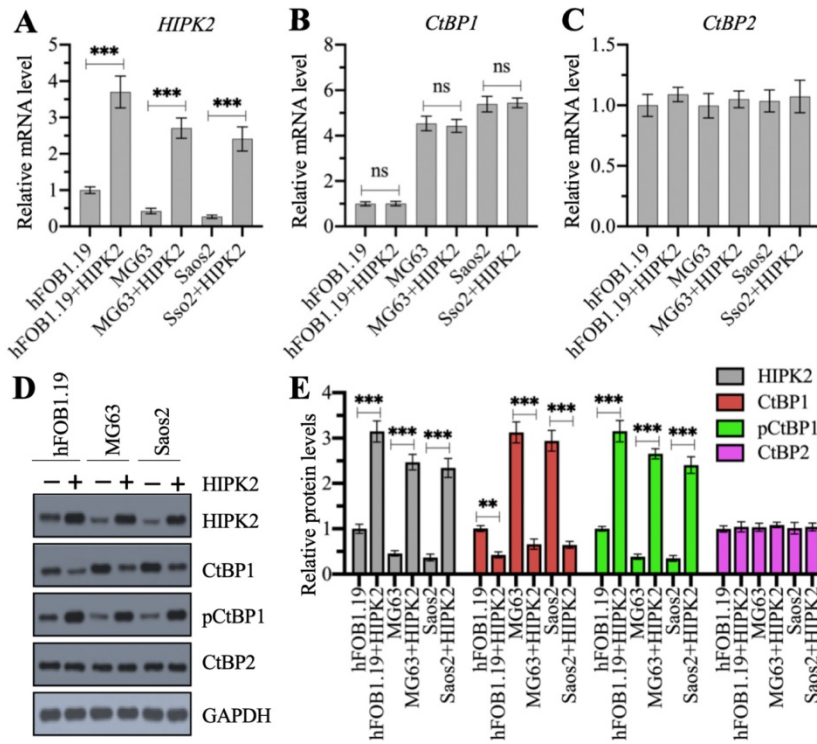 A
HIPK2
Relative mRNA level
5
4
3
2
1
0
***
***
***
hFOB1.19
hFOB1.19+HIPK2
MG63
MG63+HIPK2
Saos2
Sso2+HIPK2
B
CtBP1
Relative mRNA level
8
6
4
2
0
ns
ns
ns
hFOB1.19
hFOB1.19+HIPK2
MG63
MG63+HIPK2
Saos2
Sso2+HIPK2
C
CtBP2
Relative mRNA level
1.5
1.0
0.5
0.0
hFOB1.19
hFOB1.19+HIPK2
MG63
MG63+HIPK2
Saos2
Sso2+HIPK2
D
hFOB1.19
MG63
Saos2
− + − + − + HIPK2
HIPK2
CtBP1
pCtBP1
CtBP2
GAPDH
E
Relative protein levels
4
3
2
1
0
***
***
***
**
***
***
***
***
***
HIPK2
CtBP1
pCtBP1
CtBP2
hFOB1.19
hFOB1.19+HIPK2
MG63
MG63+HIPK2
Saos2
Saos2+HIPK2
hFOB1.19
hFOB1.19+HIPK2
MG63
MG63+HIPK2
Saos2
Saos2+HIPK2
hFOB1.19
hFOB1.19+HIPK2
MG63
MG63+HIPK2
Saos2
Saos2+HIPK2
hFOB1.19
hFOB1.19+HIPK2
MG63
MG63+HIPK2
Saos2
Saos2+HIPK2